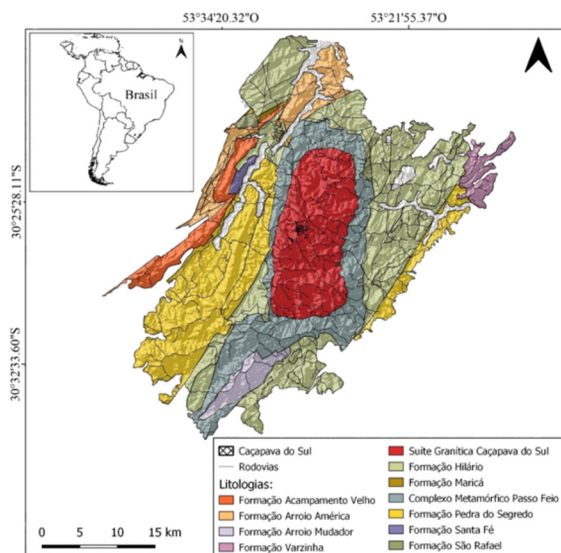 53°34'20.32"O
53°21'55.37"O
N
Brasil
30°25'28.11"S
30°32'33.60"S
Caçapava do Sul
Rodovias
Litologias:
Formação Acampamento Velho
Formação Arroio América
Formação Arroio Mudador
Formação Varzinha
Suíte Granítica Caçapava do Sul
Formação Hilário
Formação Maricá
Complexo Metamórfico Passo Feio
Formação Pedra do Segredo
Formação Santa Fé
Formação São Rafael
0 5 10 15 km